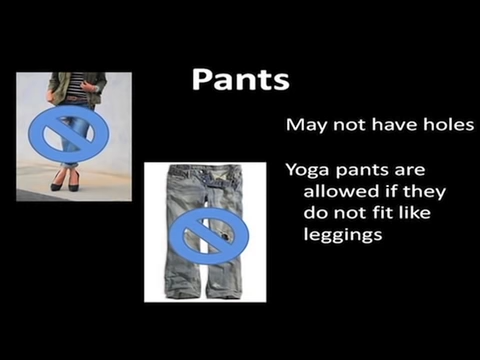 Pants
May not have holes
Yoga pants are
allowed if they
do not fit like
leggings